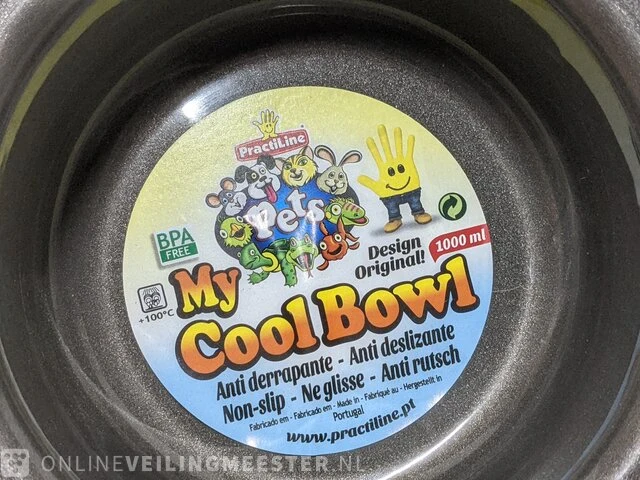 PractiLine
Pets
BPA
FREE
Design
Original!
1000 ml
+100°C
My
Cool Bowl
Anti derrapante - Anti deslizante
Non-slip - Ne glisse - Anti rutsch
Fabricado em - Fabricado em - Made in - Fabriqué au - Hergestellt in
Portugal
www.practiline.pt
ONLINEVEILINGMEESTER.NL